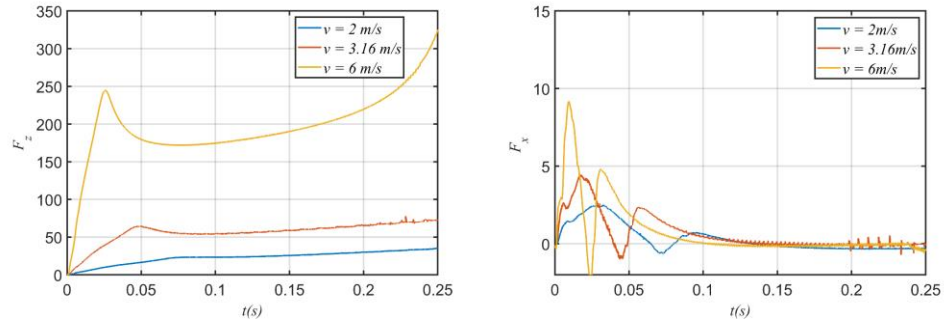 350
300
250
200
150
100
50
0
F_z
0 0.05 0.1 0.15 0.2 0.25
t(s)
v = 2 m/s
v = 3.16 m/s
v = 6 m/s
15
10
5
0
F_x
0 0.05 0.1 0.15 0.2 0.25
t(s)
v = 2m/s
v = 3.16m/s
v = 6m/s